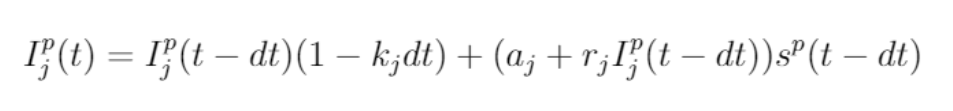 $I_j^p(t) = I_j^p(t - dt)(1 - k_j dt) + (a_j + r_j I_j^p(t - dt))s^p(t - dt)$